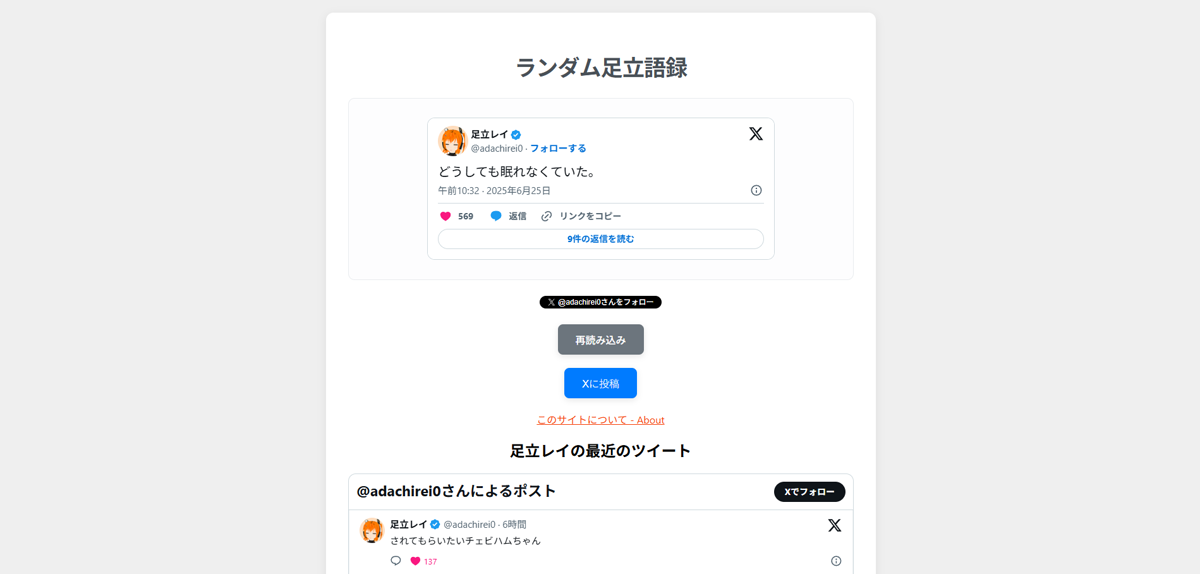 ランダム足立語録
足立レイ
@adachirei0 · フォローする
どうしても眠れなくていた。
午前10:32 · 2025年6月25日
569 返信 リンクをコピー
9件の返信を読む
@adachirei0さんをフォロー
再読み込み
Xに投稿
このサイトについて - About
足立レイの最近のツイート
@adachirei0さんによるポスト
Xでフォロー
足立レイ @adachirei0 · 6時間
されてもらいたいチェビハムちゃん
137